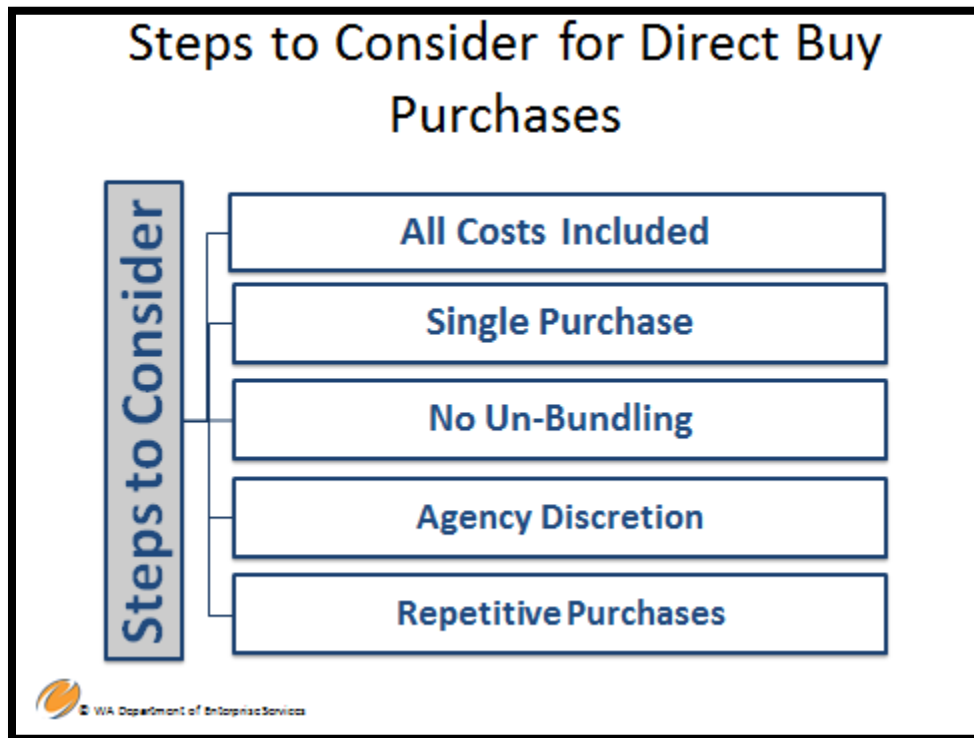 Steps to Consider for Direct Buy
Purchases
Steps to Consider
All Costs Included
Single Purchase
No Un-Bundling
Agency Discretion
Repetitive Purchases
© WA Department of Enterprise Services